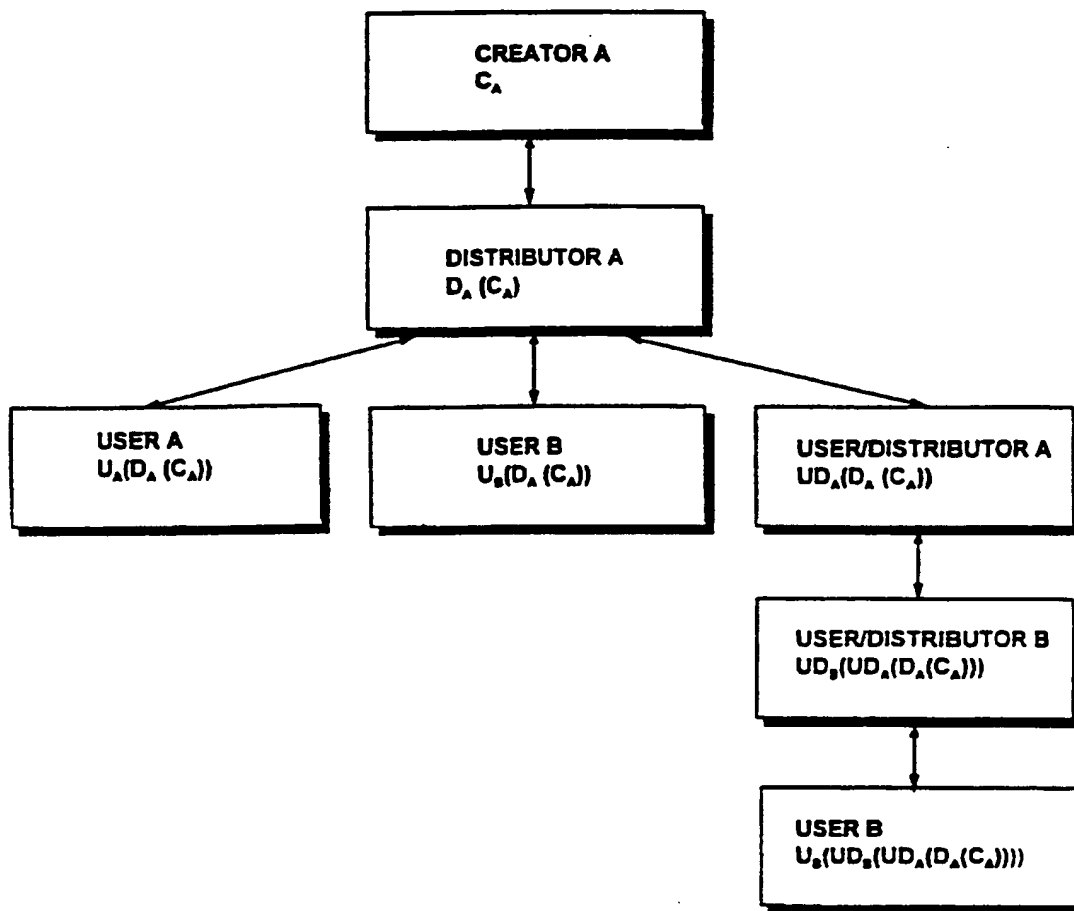 CREATOR A
C_A
DISTRIBUTOR A
D_A (C_A)
USER A
U_A(D_A (C_A))
USER B
U_B(D_A (C_A))
USER/DISTRIBUTOR A
UD_A(D_A (C_A))
USER/DISTRIBUTOR B
UD_B(UD_A(D_A(C_A)))
USER B
U_B(UD_B(UD_A(D_A(C_A))))